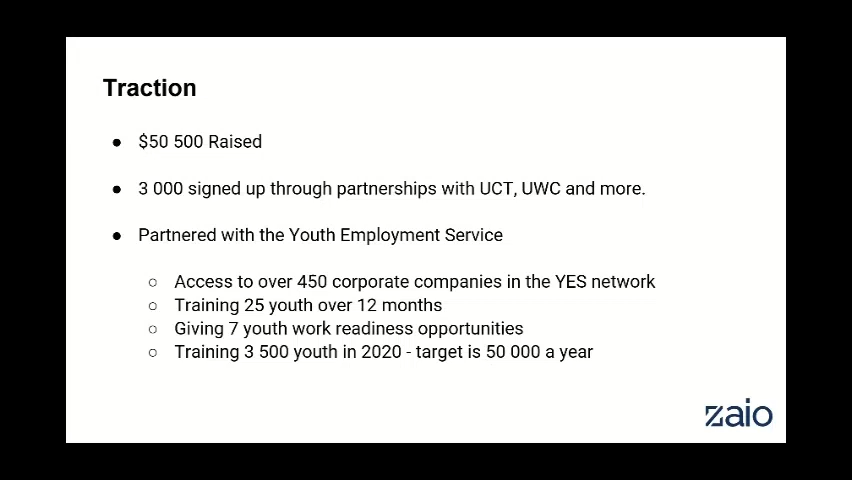 Traction
● $50 500 Raised
● 3 000 signed up through partnerships with UCT, UWC and more.
● Partnered with the Youth Employment Service
○ Access to over 450 corporate companies in the YES network
○ Training 25 youth over 12 months
○ Giving 7 youth work readiness opportunities
○ Training 3 500 youth in 2020 - target is 50 000 a year
zaio